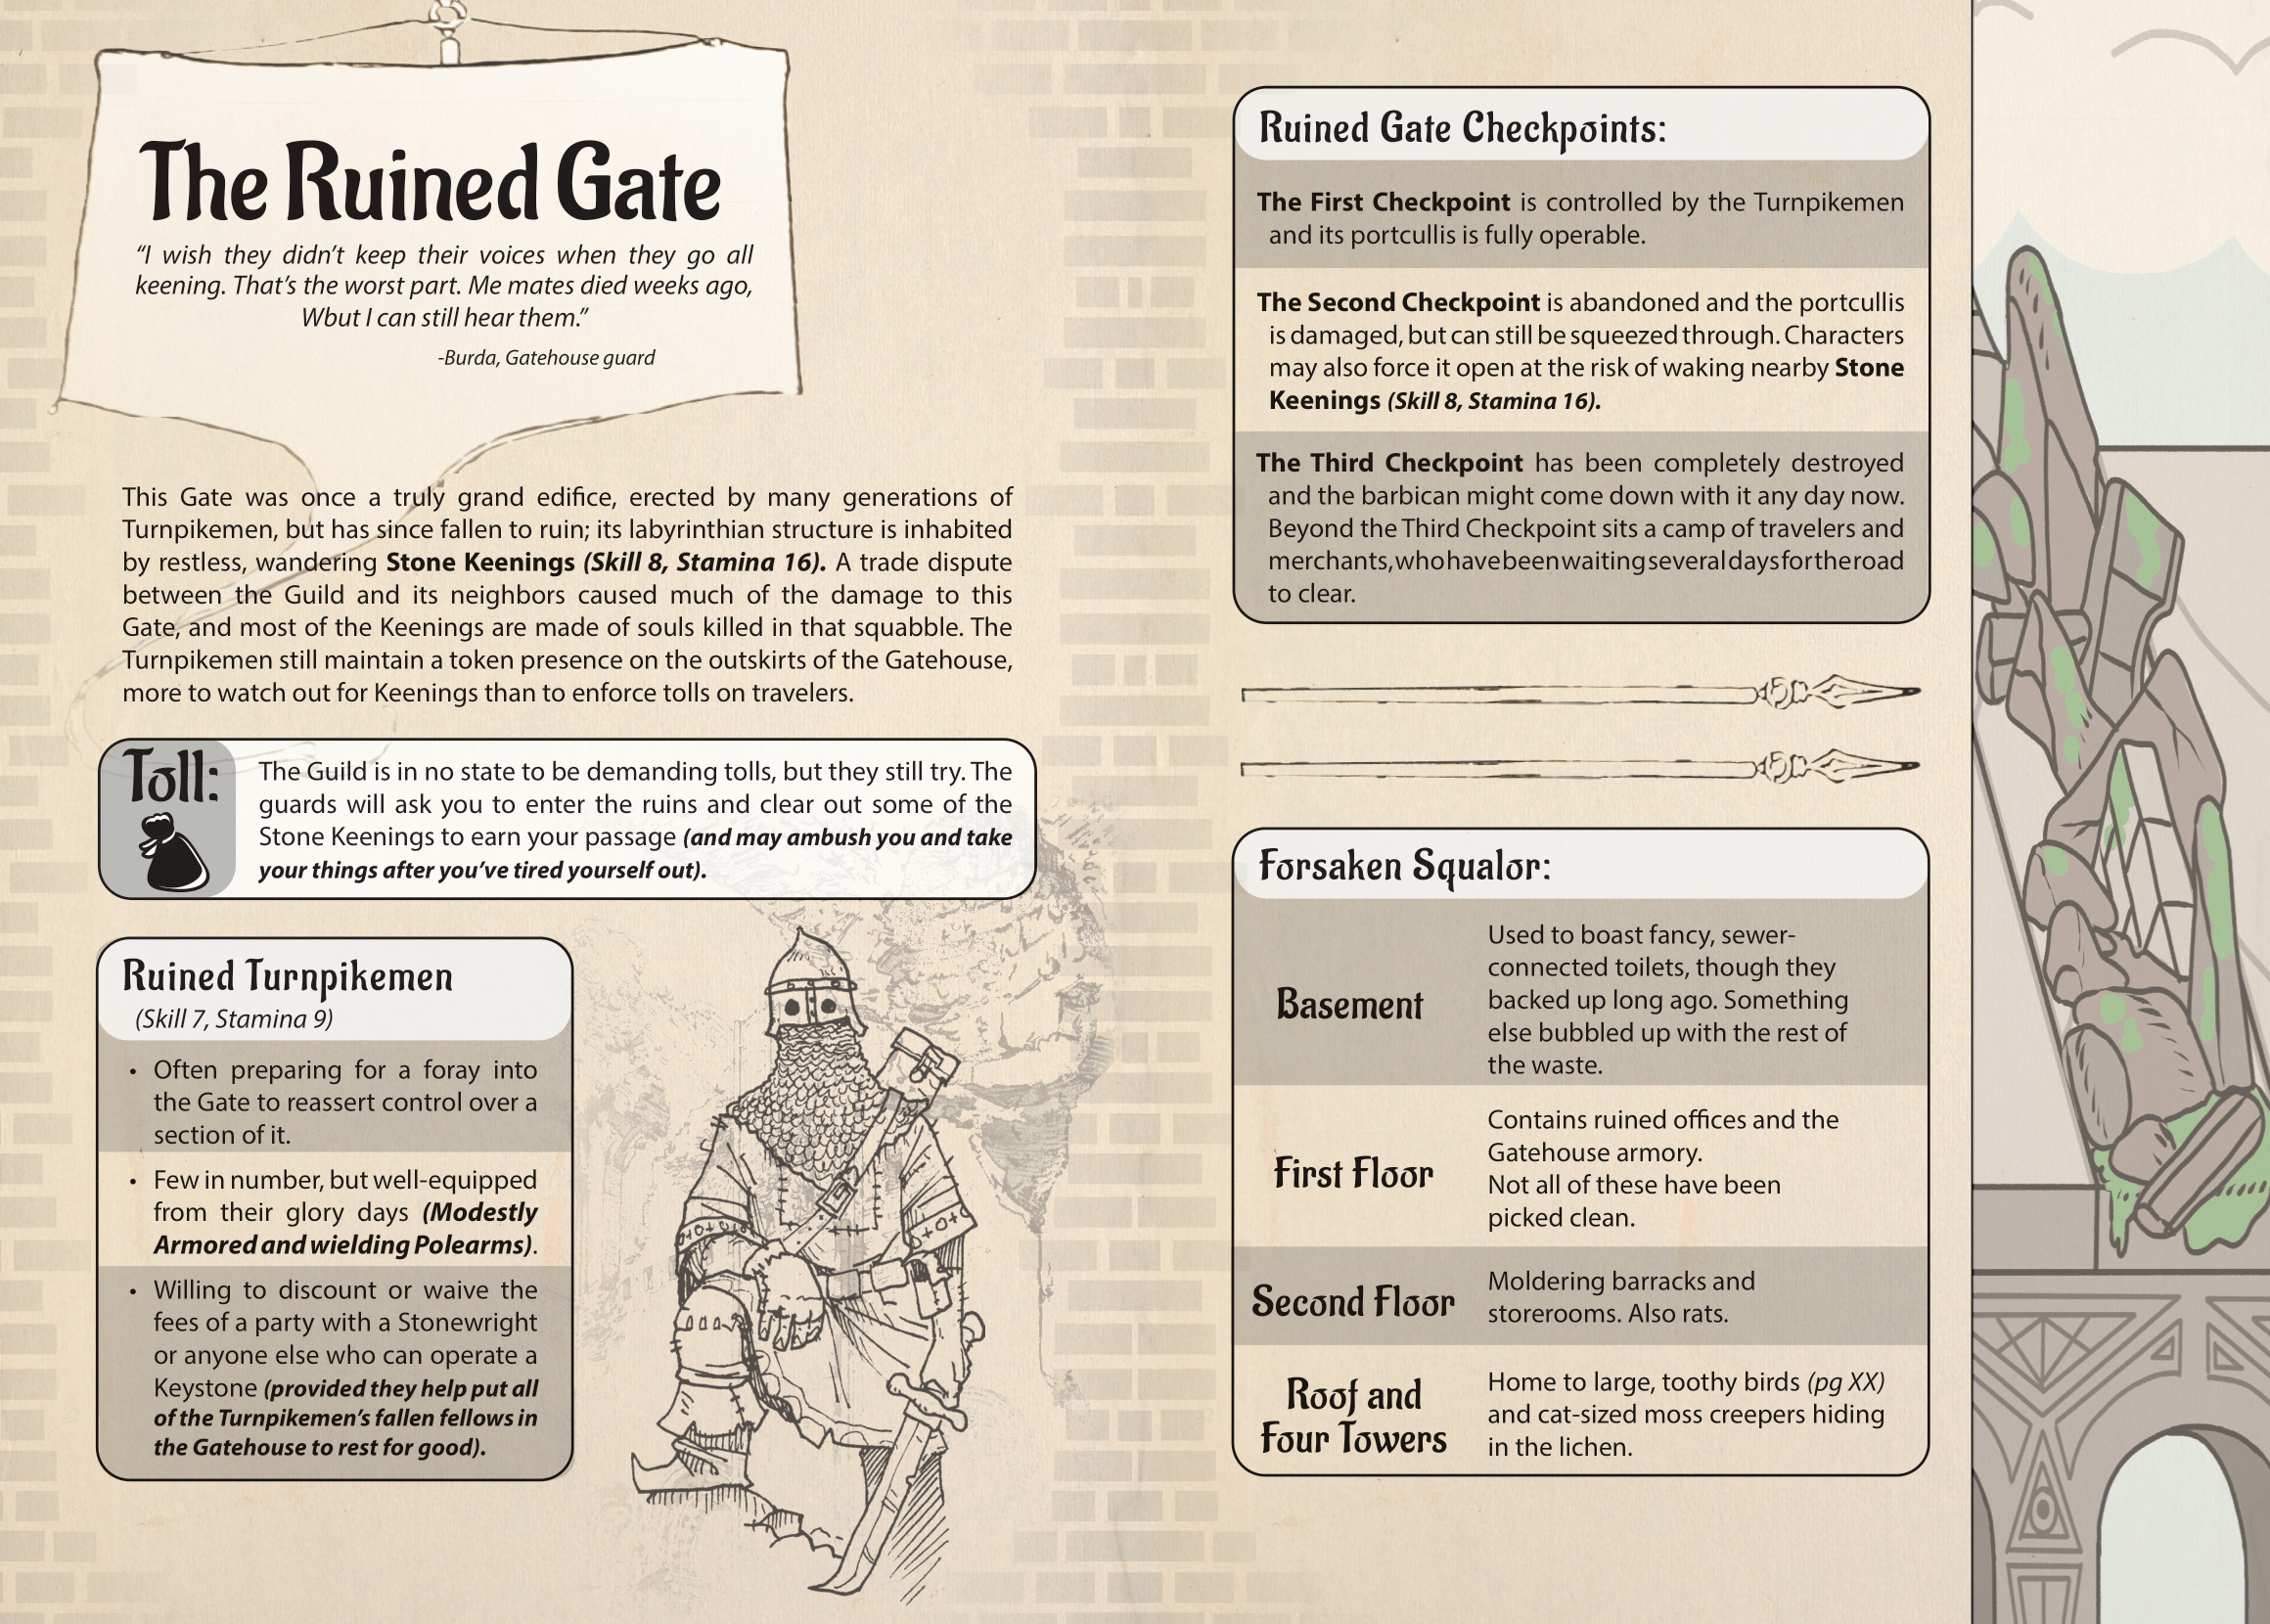 The Ruined Gate
“I wish they didn’t keep their voices when they go all
keening. That’s the worst part. Me mates died weeks ago,
Wbut I can still hear them.”
-Burda, Gatehouse guard
This Gate was once a truly grand edifice, erected by many generations of
Turnpikemen, but has since fallen to ruin; its labyrinthian structure is inhabited
by restless, wandering Stone Keenings (Skill 8, Stamina 16). A trade dispute
between the Guild and its neighbors caused much of the damage to this
Gate, and most of the Keenings are made of souls killed in that squabble. The
Turnpikemen still maintain a token presence on the outskirts of the Gatehouse,
more to watch out for Keenings than to enforce tolls on travelers.
Toll:
The Guild is in no state to be demanding tolls, but they still try. The
guards will ask you to enter the ruins and clear out some of the
Stone Keenings to earn your passage (and may ambush you and take
your things after you’ve tired yourself out).
Ruined Turnpikemen
(Skill 7, Stamina 9)
• Often preparing for a foray into
the Gate to reassert control over a
section of it.
• Few in number, but well-equipped
from their glory days (Modestly
Armored and wielding Polearms).
• Willing to discount or waive the
fees of a party with a Stonewright
or anyone else who can operate a
Keystone (provided they help put all
of the Turnpikemen’s fallen fellows in
the Gatehouse to rest for good).
Ruined Gate Checkpoints:
The First Checkpoint is controlled by the Turnpikemen
and its portcullis is fully operable.
The Second Checkpoint is abandoned and the portcullis
is damaged, but can still be squeezed through. Characters
may also force it open at the risk of waking nearby Stone
Keenings (Skill 8, Stamina 16).
The Third Checkpoint has been completely destroyed
and the barbican might come down with it any day now.
Beyond the Third Checkpoint sits a camp of travelers and
merchants, who have been waiting several days for the road
to clear.
Forsaken Squalor:
Basement
Used to boast fancy, sewer-
connected toilets, though they
backed up long ago. Something
else bubbled up with the rest of
the waste.
First Floor
Contains ruined offices and the
Gatehouse armory.
Not all of these have been
picked clean.
Second Floor
Moldering barracks and
storerooms. Also rats.
Roof and
Four Towers
Home to large, toothy birds (pg XX)
and cat-sized moss creepers hiding
in the lichen.